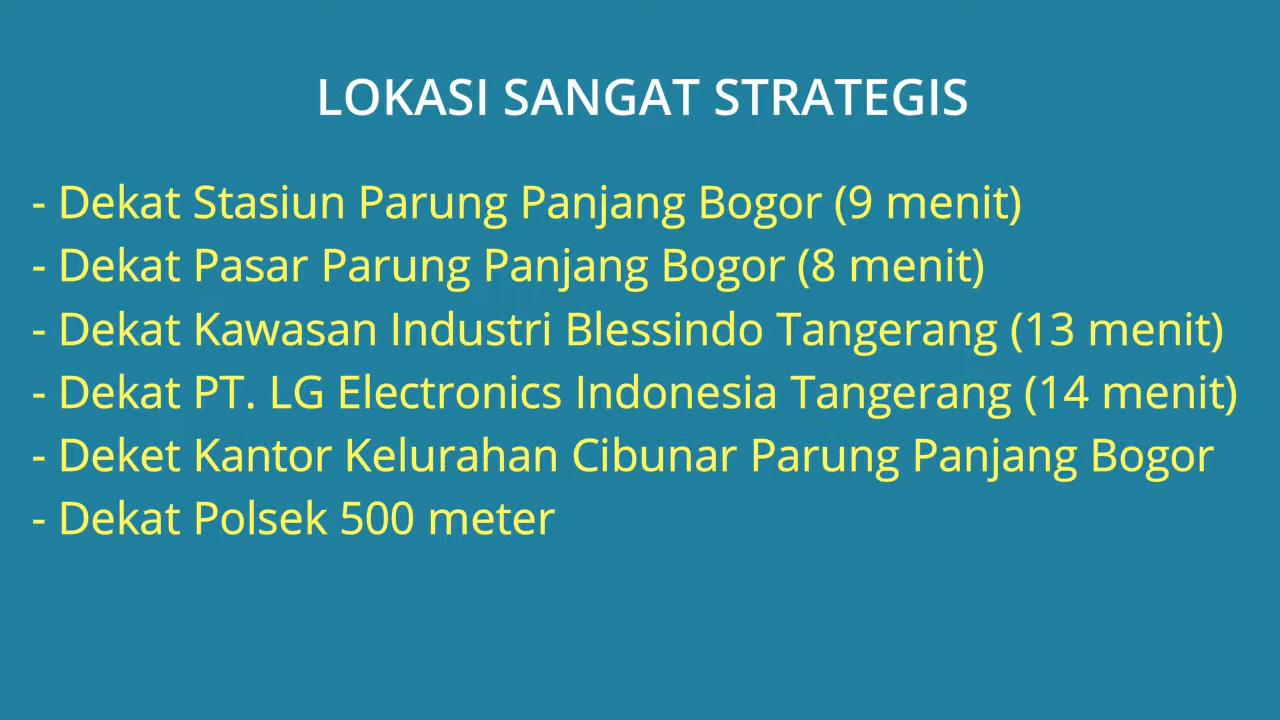 LOKASI SANGAT STRATEGIS
- Dekat Stasiun Parung Panjang Bogor (9 menit)
- Dekat Pasar Parung Panjang Bogor (8 menit)
- Dekat Kawasan Industri Blessindo Tangerang (13 menit)
- Dekat PT. LG Electronics Indonesia Tangerang (14 menit)
- Deket Kantor Kelurahan Cibunar Parung Panjang Bogor
- Dekat Polsek 500 meter